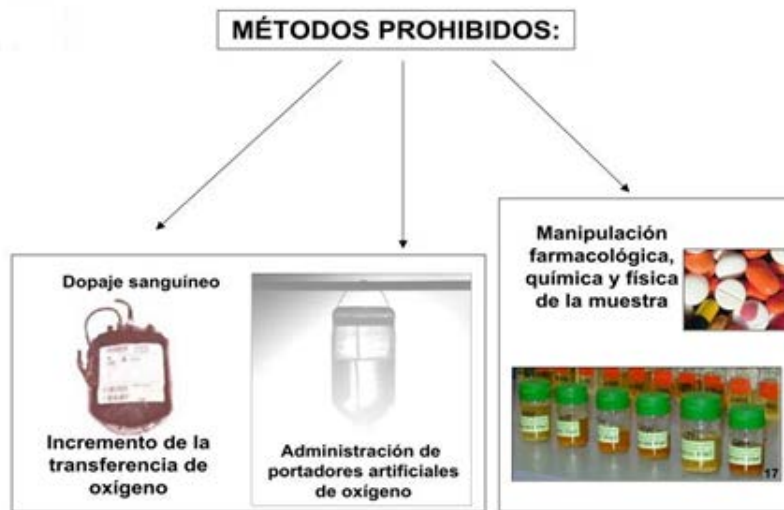 MÉTODOS PROHIBIDOS:
Dopaje sanguíneo
Incremento de la
transferencia de
oxígeno
Administración de
portadores artificiales
de oxígeno
Manipulación
farmacológica,
química y física
de la muestra
17